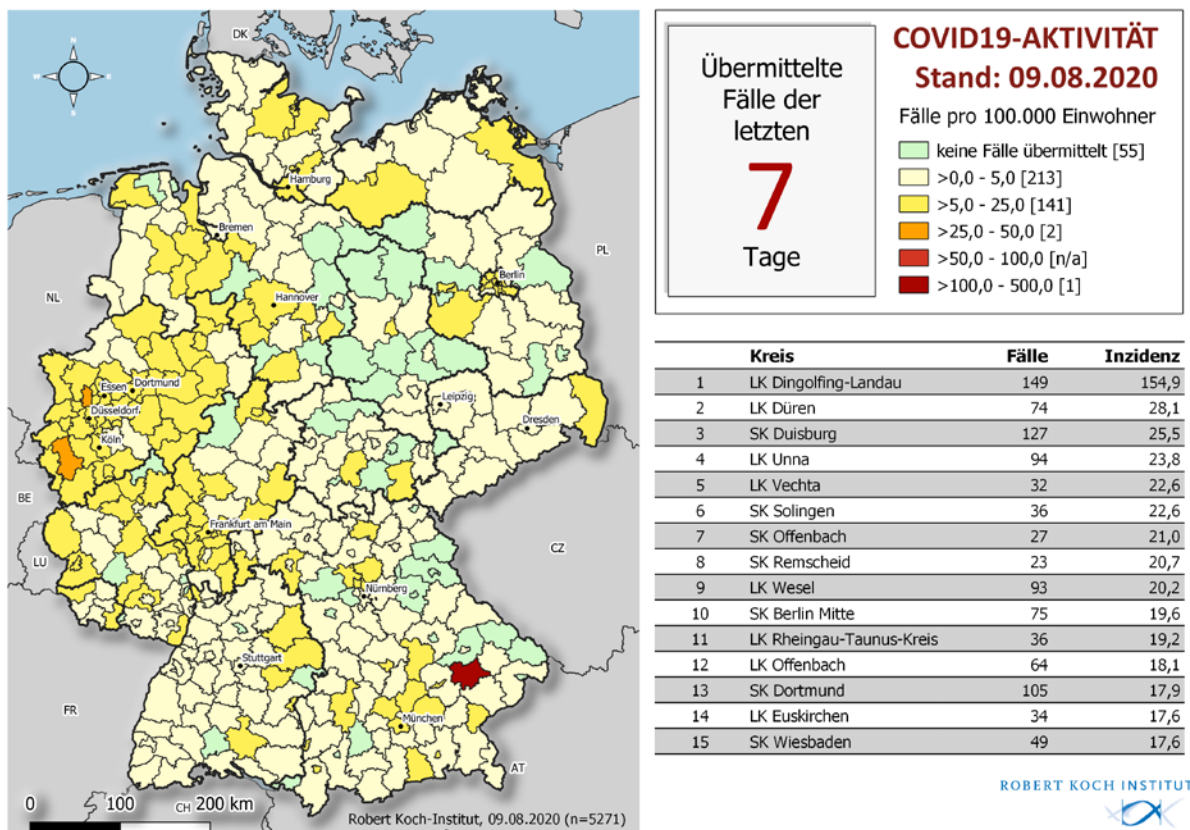 DK
N
W
E
S
Hamburg
Bremen
PL
Berlin
NL
Hannover
Essen
Dortmund
Düsseldorf
Leipzig
Dresden
Köln
BE
Frankfurt am Main
LU
CZ
Nürnberg
Stuttgart
FR
München
AT
0
100
CH
200 km
Robert Koch-Institut, 09.08.2020 (n=5271)
Übermittelte
Fälle der
letzten
7
Tage
COVID19-AKTIVITÄT
Stand: 09.08.2020
Fälle pro 100.000 Einwohner
keine Fälle übermittelt [55]
>0,0 - 5,0 [213]
>5,0 - 25,0 [141]
>25,0 - 50,0 [2]
>50,0 - 100,0 [n/a]
>100,0 - 500,0 [1]
Kreis Fälle Inzidenz
1 LK Dingolfing-Landau 149 154,9
2 LK Düren 74 28,1
3 SK Duisburg 127 25,5
4 LK Unna 94 23,8
5 LK Vechta 32 22,6
6 SK Solingen 36 22,6
7 SK Offenbach 27 21,0
8 SK Remscheid 23 20,7
9 LK Wesel 93 20,2
10 SK Berlin Mitte 75 19,6
11 LK Rheingau-Taunus-Kreis 36 19,2
12 LK Offenbach 64 18,1
13 SK Dortmund 105 17,9
14 LK Euskirchen 34 17,6
15 SK Wiesbaden 49 17,6
ROBERT KOCH INSTITUT